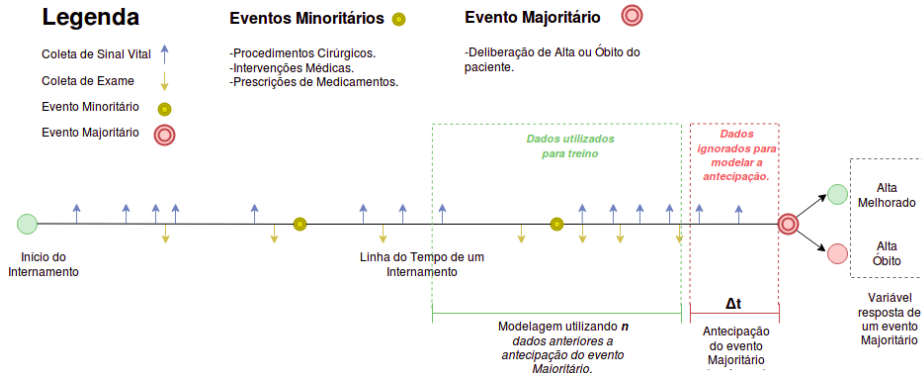 Legenda
Coleta de Sinal Vital
Coleta de Exame
Evento Minoritário
Evento Majoritário
Eventos Minoritários
-Procedimentos Cirúrgicos.
-Intervenções Médicas.
-Prescrições de Medicamentos.
Evento Majoritário
-Deliberação de Alta ou Óbito do
paciente.
Dados utilizados
para treino
Dados
ignorados para
modelar a
antecipação.
Início do
Internamento
Linha do Tempo de um
Internamento
Alta
Melhorado
Alta
Óbito
Δt
Modelagem utilizando n
dados anteriores a
antecipação do evento
Majoritário.
Antecipação
do evento
Majoritário
Variável
resposta de
um evento
Majoritário